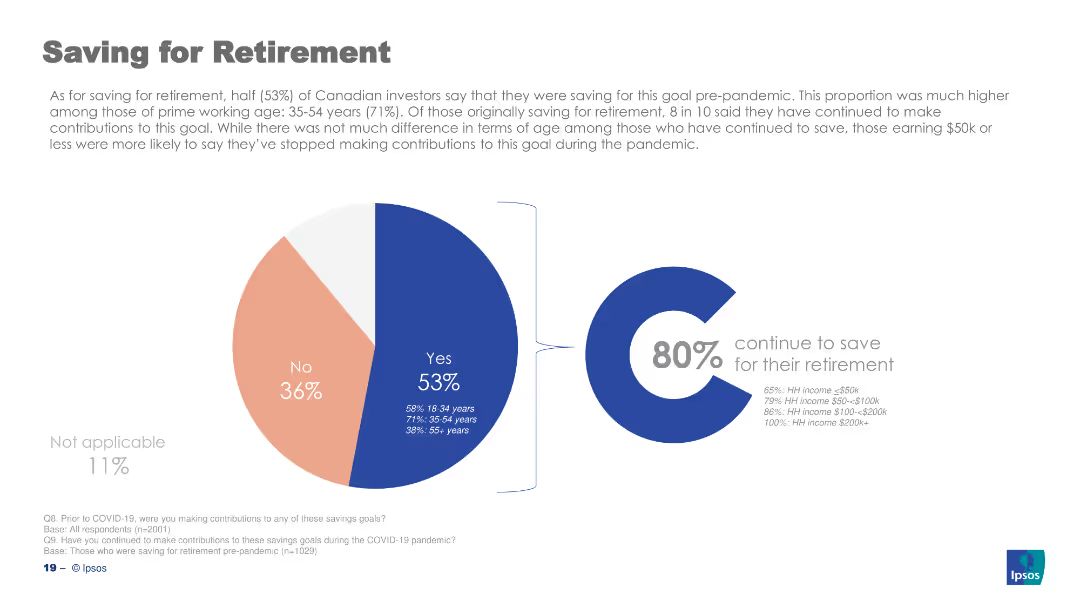 Saving for Retirement
As for saving for retirement, half (53%) of Canadian investors say that they were saving for this goal pre-pandemic. This proportion was much higher
among those of prime working age: 35-54 years (71%). Of those originally saving for retirement, 8 in 10 said they have continued to make
contributions to this goal. While there was not much difference in terms of age among those who have continued to save, those earning $50k or
less were more likely to say they've stopped making contributions to this goal during the pandemic.
No
36%
Yes
53%
58% 18-34 years
71%: 35-54 years
38%: 55+ years
Not applicable
11%
80%
continue to save
for their retirement
65%: HH income <$50k
79% HH income $50-<$100k
86%: HH income $100-<$200k
100%: HH income $200k+
Q8. Prior to COVID-19, were you making contributions to any of these savings goals?
Base: All respondents (n=2001)
Q9. Have you continued to make contributions to these savings goals during the COVID-19 pandemic?
Base: Those who were saving for retirement pre-pandemic (n=1029)
19 – © Ipsos
Ipsos